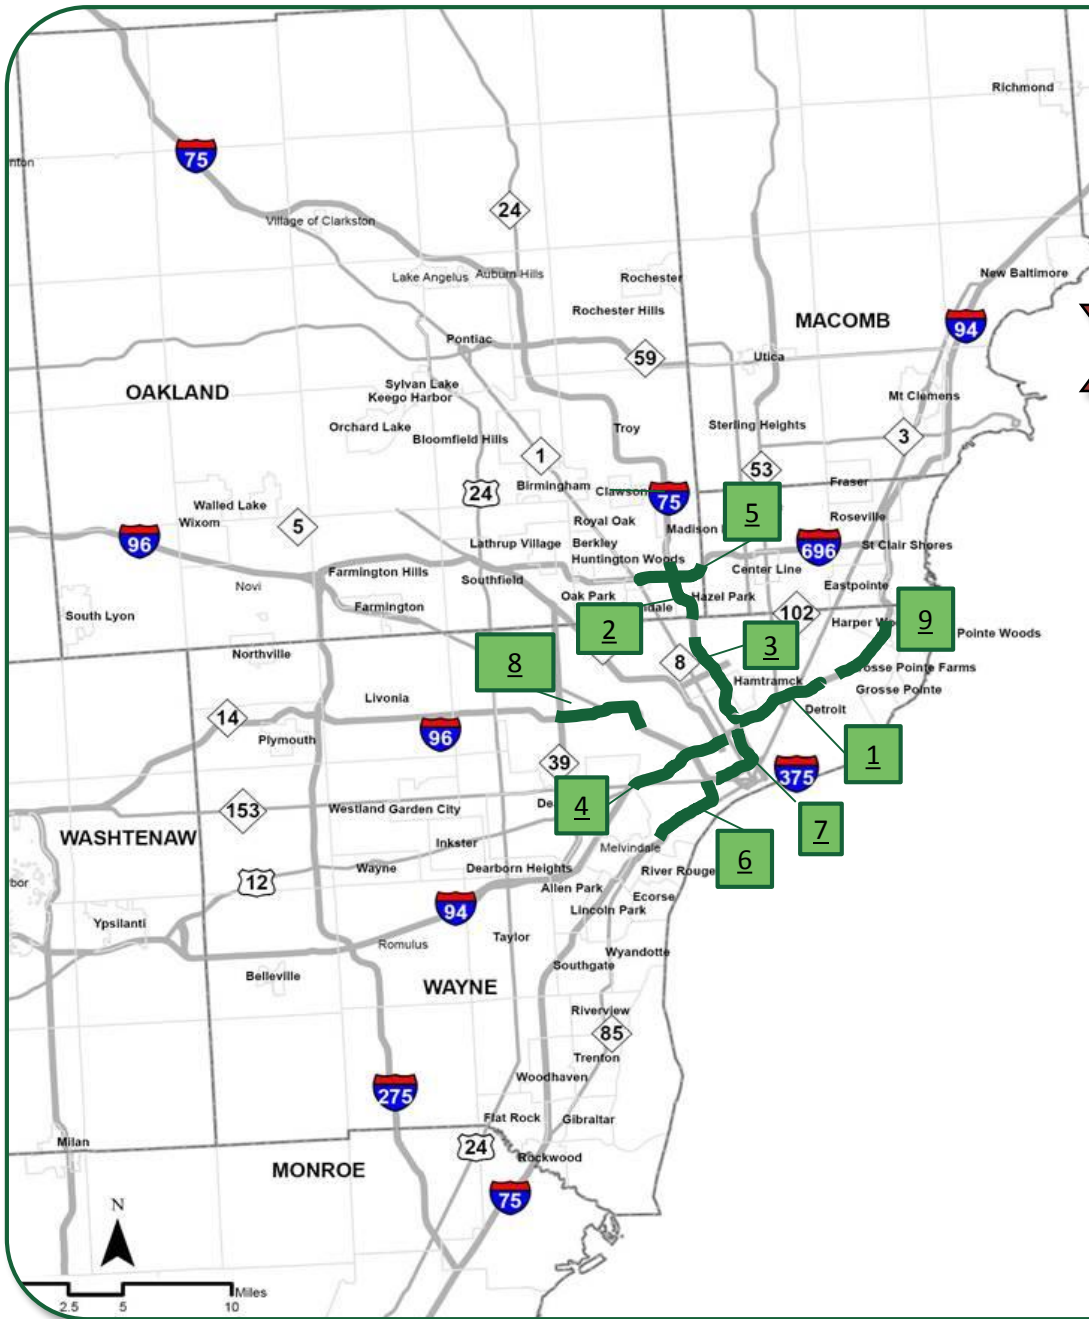 Richmond
75
nton
24
Village of Clarkston
Lake Angelus
Auburn Hills
Rochester
New Baltimore
Rochester Hills
MACOMB
94
Pontiac
59
Utica
OAKLAND
Sylvan Lake
Keego Harbor
Mt Clemens
Orchard Lake
Bloomfield Hills
Troy
Sterling Heights
3
1
53
Birmingham
Clawson
75
24
Fraser
Walled Lake
Wixom
5
Royal Oak
Madison
5
Roseville
96
Lathrup Village
Berkley
696
St Clair Shores
Huntington Woods
Center Line
Novi
Farmington Hills
Southfield
Eastpointe
South Lyon
Farmington
Oak Park
dale
Hazel Park
102
Harper Wo
9
Pointe Woods
2
Northville
8
8
3
osse Pointe Farms
Hamtramck
Grosse Pointe
Livonia
14
Detroit
Plymouth
96
39
375
1
153
Westland
Garden City
De
4
7
WASHTENAW
Inkster
Melvindale
6
bor
12
Wayne
Dearborn Heights
River Rouge
Allen Park
Ecorse
94
Lincoln Park
Ypsilanti
Romulus
Taylor
Wyandotte
Belleville
Southgate
WAYNE
Riverview
85
Trenton
275
Woodhaven
Flat Rock
Gibraltar
Milan
24
Rockwood
MONROE
75
N
Miles
2.5
5
10